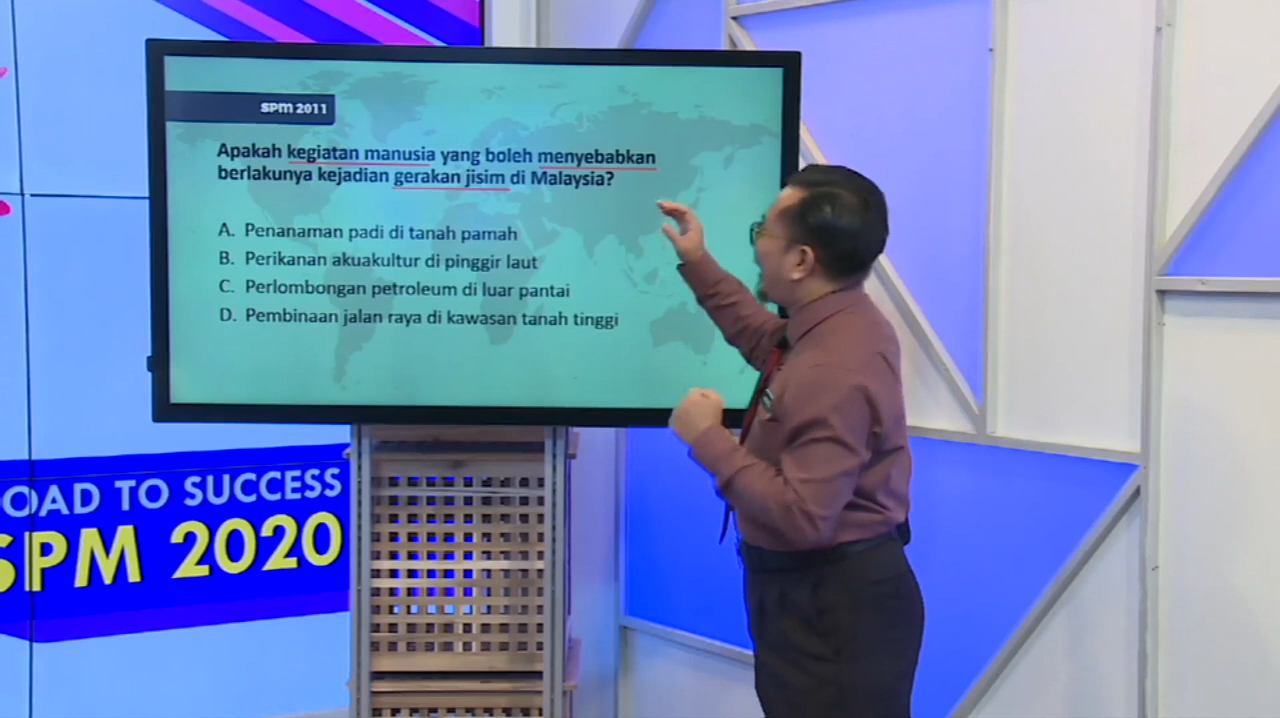 SPM 2011
Apakah kegiatan manusia yang boleh menyebabkan
berlakunya kejadian gerakan jisim di Malaysia?
A. Penanaman padi di tanah pamah
B. Perikanan akuakultur di pinggir laut
C. Perlombongan petroleum di luar pantai
D. Pembinaan jalan raya di kawasan tanah tinggi
OAD TO SUCCESS
SPM 2020